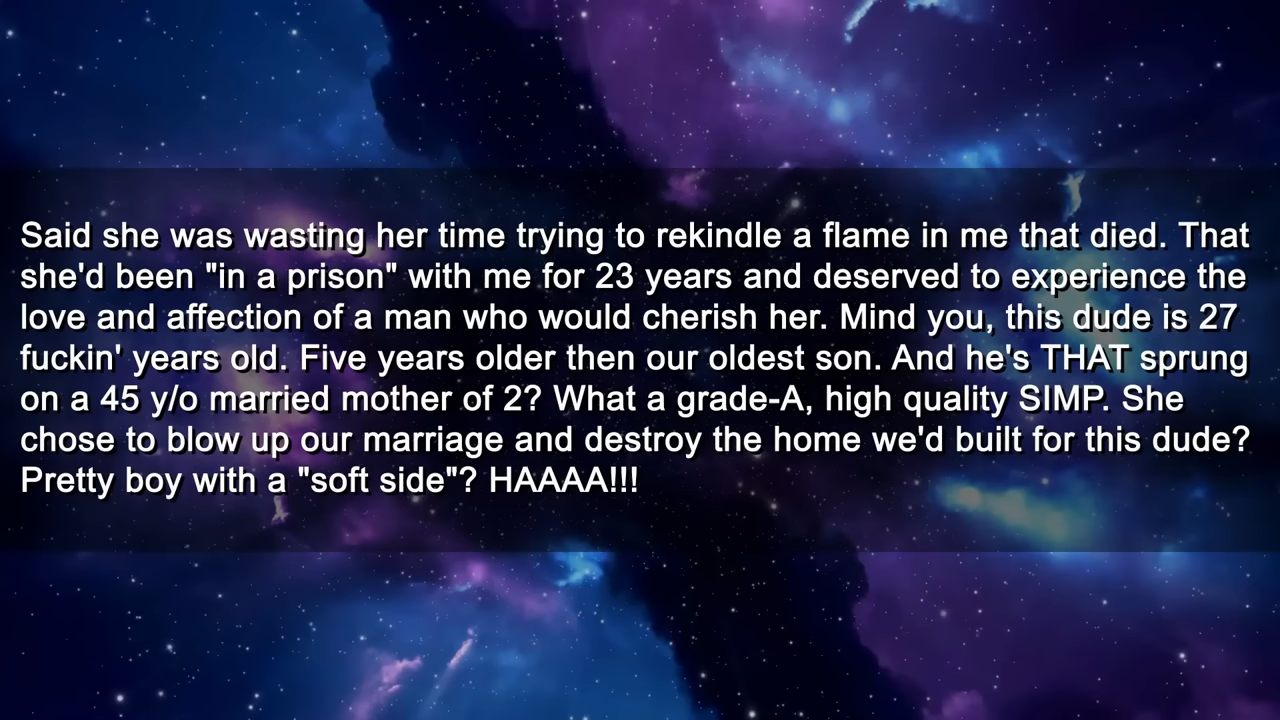 Said she was wasting her time trying to rekindle a flame in me that died. That
she'd been "in a prison" with me for 23 years and deserved to experience the
love and affection of a man who would cherish her. Mind you, this dude is 27
fuckin' years old. Five years older then our oldest son. And he's THAT sprung
on a 45 y/o married mother of 2? What a grade-A, high quality SIMP. She
chose to blow up our marriage and destroy the home we'd built for this dude?
Pretty boy with a "soft side"? HAAAA!!!